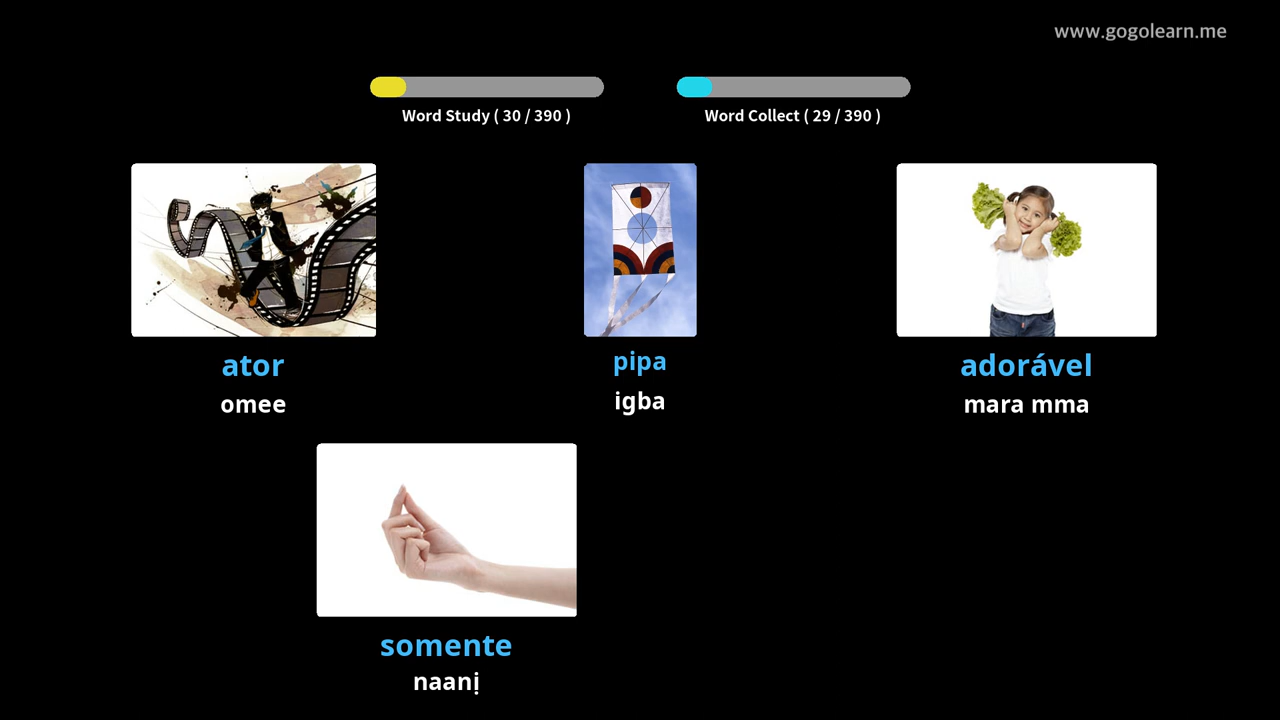 www.gogolearn.me
Word Study ( 30 / 390 )
Word Collect ( 29 / 390 )
ator
omee
pipa
igba
adorável
mara mma
somente
naanị